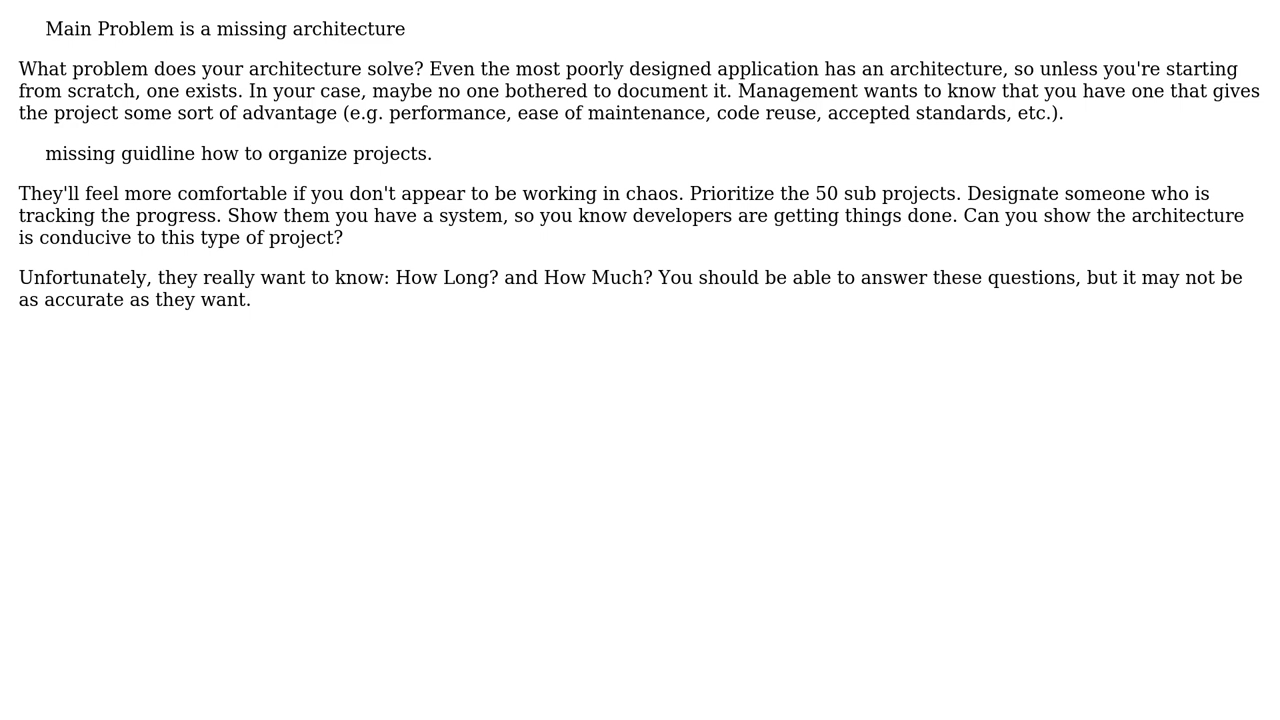 Main Problem is a missing architecture
What problem does your architecture solve? Even the most poorly designed application has an architecture, so unless you're starting
from scratch, one exists. In your case, maybe no one bothered to document it. Management wants to know that you have one that gives
the project some sort of advantage (e.g. performance, ease of maintenance, code reuse, accepted standards, etc.).
missing guidline how to organize projects.
They'll feel more comfortable if you don't appear to be working in chaos. Prioritize the 50 sub projects. Designate someone who is
tracking the progress. Show them you have a system, so you know developers are getting things done. Can you show the architecture
is conducive to this type of project?
Unfortunately, they really want to know: How Long? and How Much? You should be able to answer these questions, but it may not be
as accurate as they want.